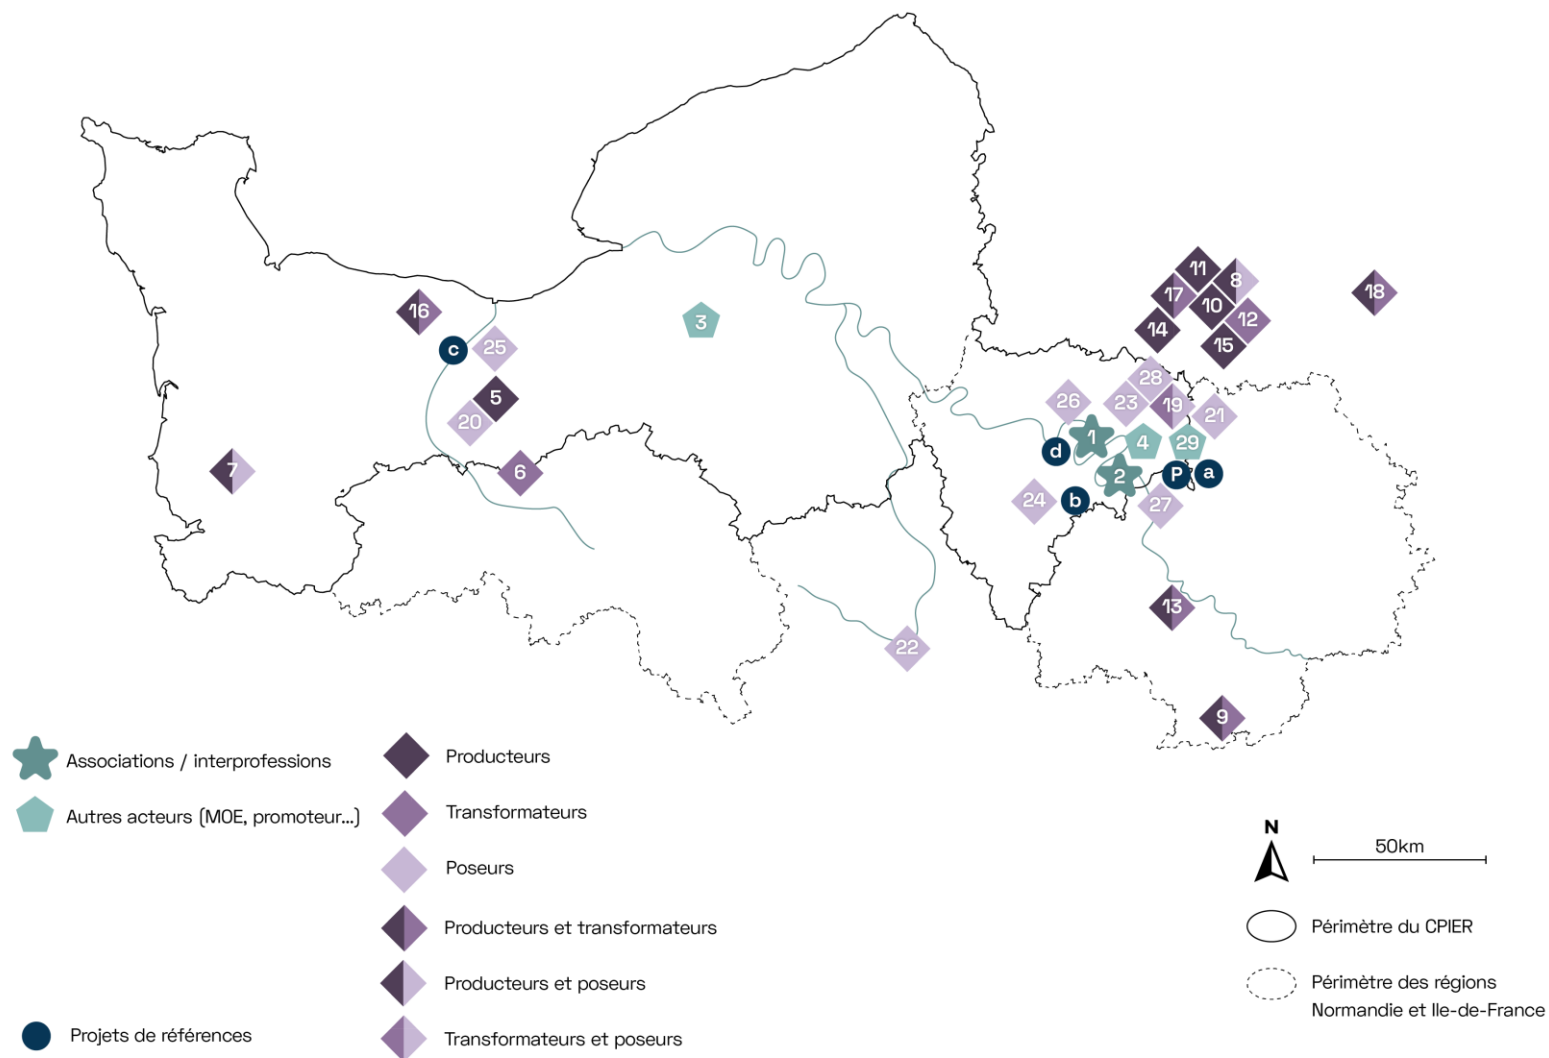 11
8
17
10
18
16
12
14
3
15
c
25
28
5
26
23
19
21
20
1
4
29
d
7
6
2
P
a
24
b
27
13
22
9
Associations / interprofessions
Autres acteurs (MOE, promoteur...)
Projets de références
Producteurs
Transformateurs
Poseurs
Producteurs et transformateurs
Producteurs et poseurs
Transformateurs et poseurs
N
50km
Périmètre du CPIER
Périmètre des régions
Normandie et Ile-de-France